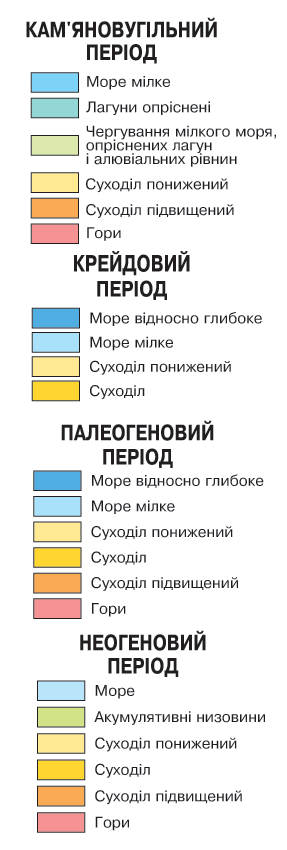 КАМ'ЯНОВУГІЛЬНИЙ
ПЕРІОД
Море мілке
Лагуни опріснені
Чергування мілкого моря,
опріснених лагун
і алювіальних рівнин
Суходіл понижений
Суходіл підвищений
Гори
КРЕЙДОВИЙ
ПЕРІОД
Море відносно глибоке
Море мілке
Суходіл понижений
Суходіл
ПАЛЕОГЕНОВИЙ
ПЕРІОД
Море відносно глибоке
Море мілке
Суходіл понижений
Суходіл
Суходіл підвищений
Гори
НЕОГЕНОВИЙ
ПЕРІОД
Море
Акумулятивні низовини
Суходіл понижений
Суходіл
Суходіл підвищений
Гори